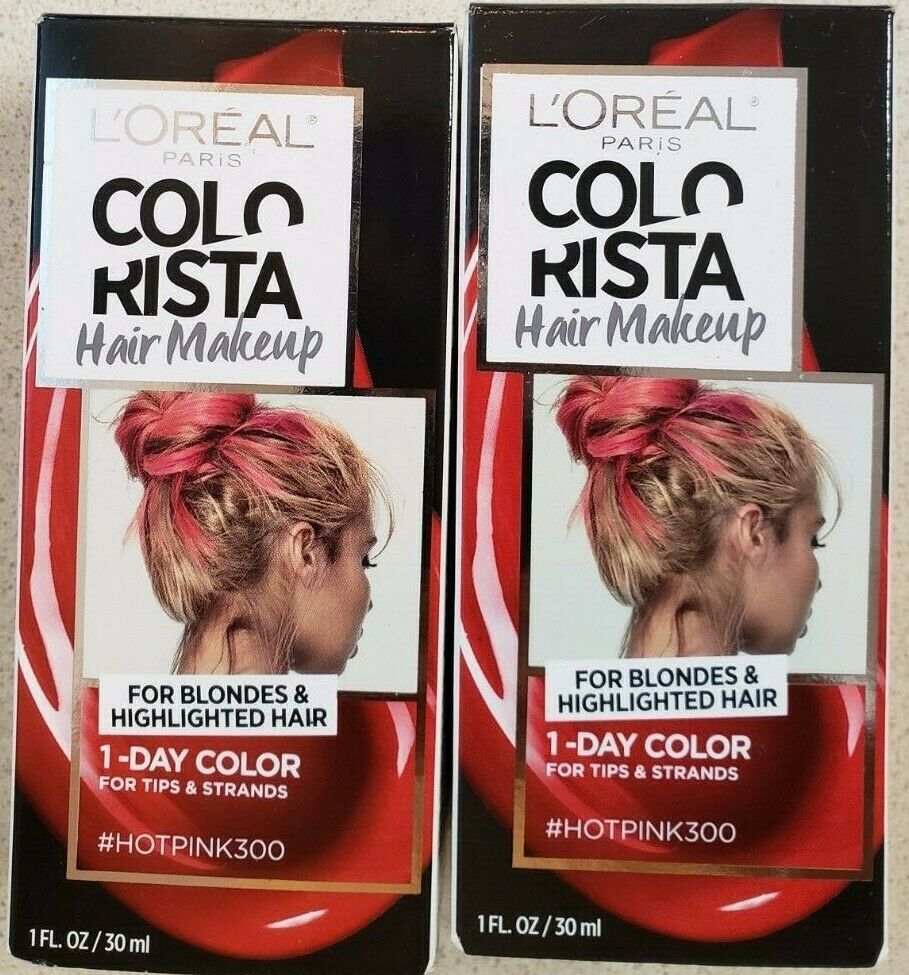 L'ORÉAL®
PARiS
COLO
RISTA
Hair Makeup
FOR BLONDES &
HIGHLIGHTED HAIR
1-DAY COLOR
FOR TIPS & STRANDS
#HOTPINK300
1 FL. OZ / 30 ml
L'ORÉAL®
PARiS
COLO
RISTA
Hair Makeup
FOR BLONDES &
HIGHLIGHTED HAIR
1-DAY COLOR
FOR TIPS & STRANDS
#HOTPINK300
1 FL. OZ / 30 ml